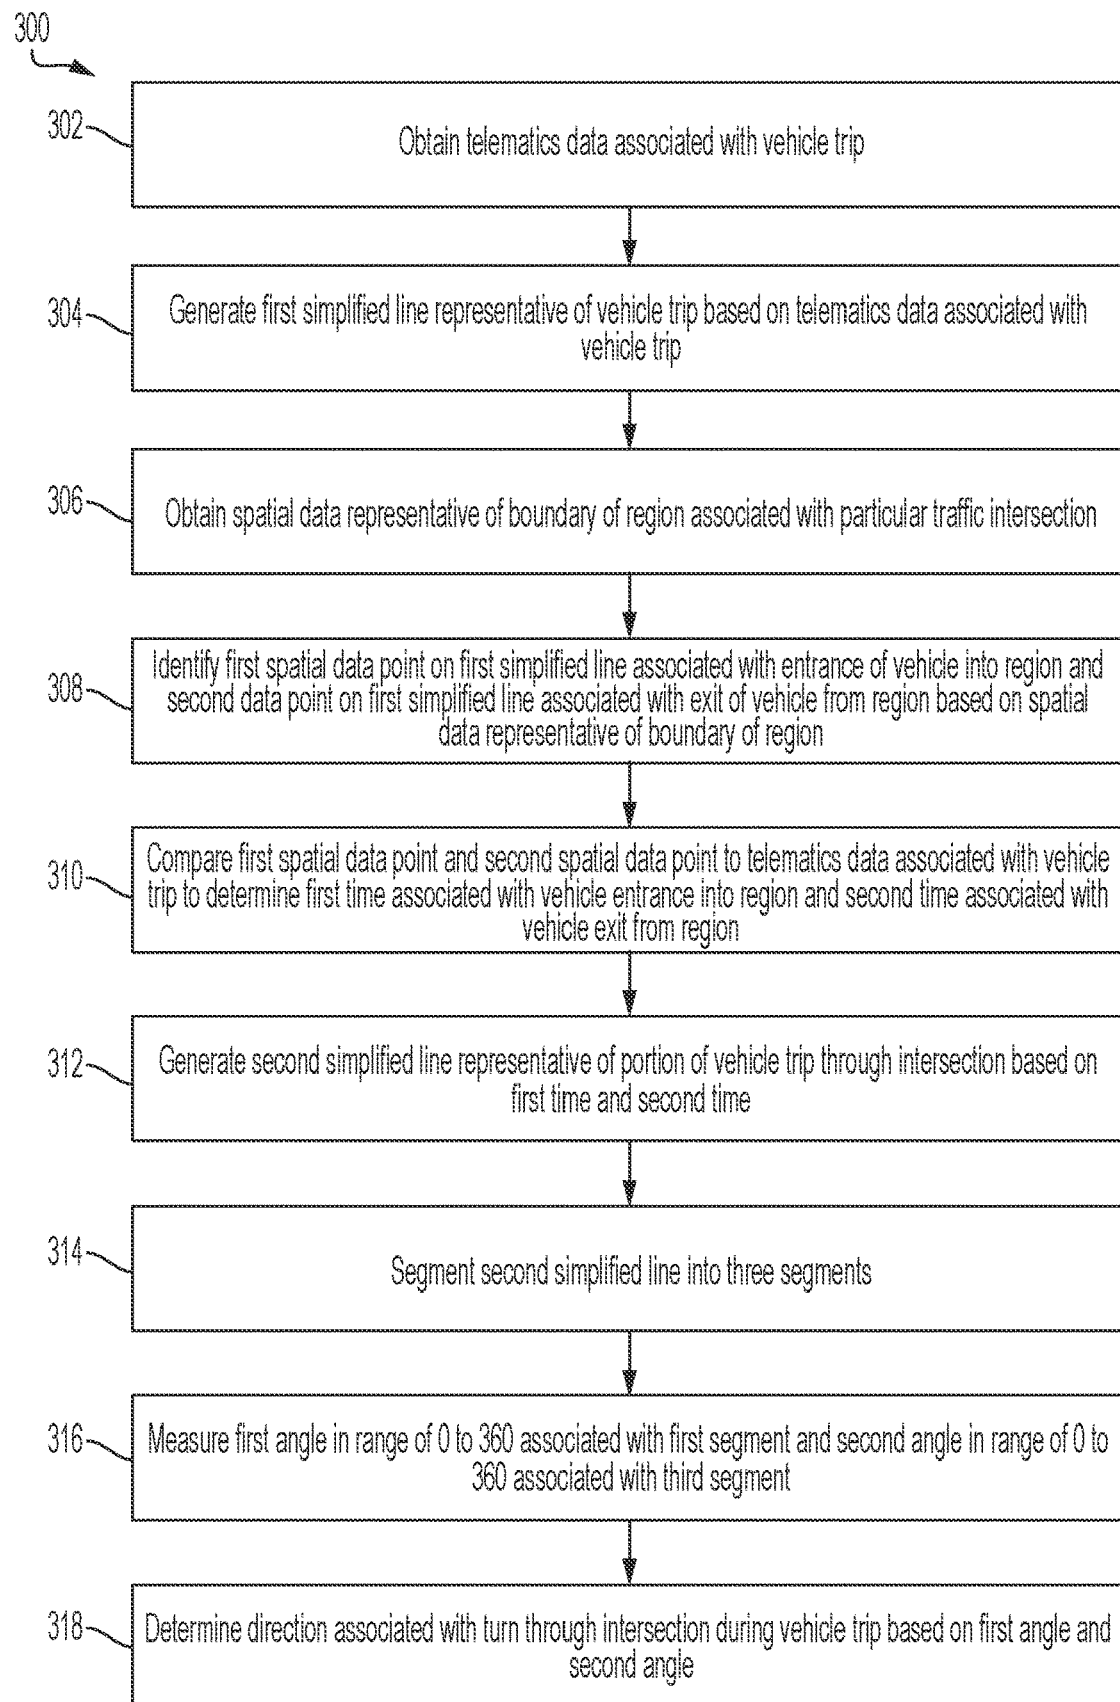 300
302
Obtain telematics data associated with vehicle trip
304
Generate first simplified line representative of vehicle trip based on telematics data associated with
vehicle trip
306
Obtain spatial data representative of boundary of region associated with particular traffic intersection
308
Identify first spatial data point on first simplified line associated with entrance of vehicle into region and
second data point on first simplified line associated with exit of vehicle from region based on spatial
data representative of boundary of region
310
Compare first spatial data point and second spatial data point to telematics data associated with vehicle
trip to determine first time associated with vehicle entrance into region and second time associated with
vehicle exit from region
312
Generate second simplified line representative of portion of vehicle trip through intersection based on
first time and second time
314
Segment second simplified line into three segments
316
Measure first angle in range of 0 to 360 associated with first segment and second angle in range of 0 to
360 associated with third segment
318
Determine direction associated with turn through intersection during vehicle trip based on first angle and
second angle